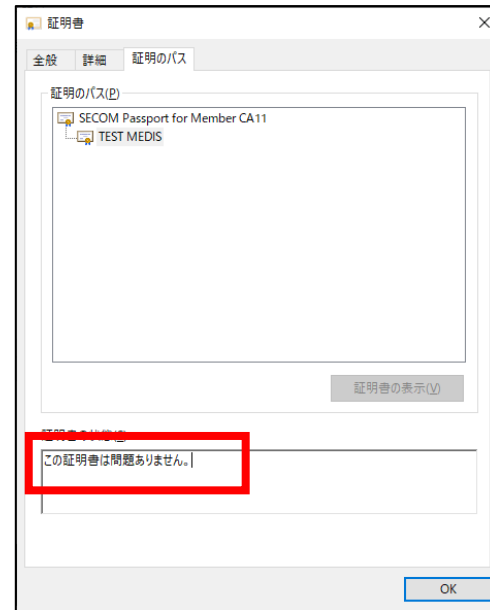 証明書
全般 詳細 証明のパス
証明のパス(P)
SECOM Passport for Member CA11
TEST MEDIS
証明書の表示(V)
この証明書は問題ありません。
OK